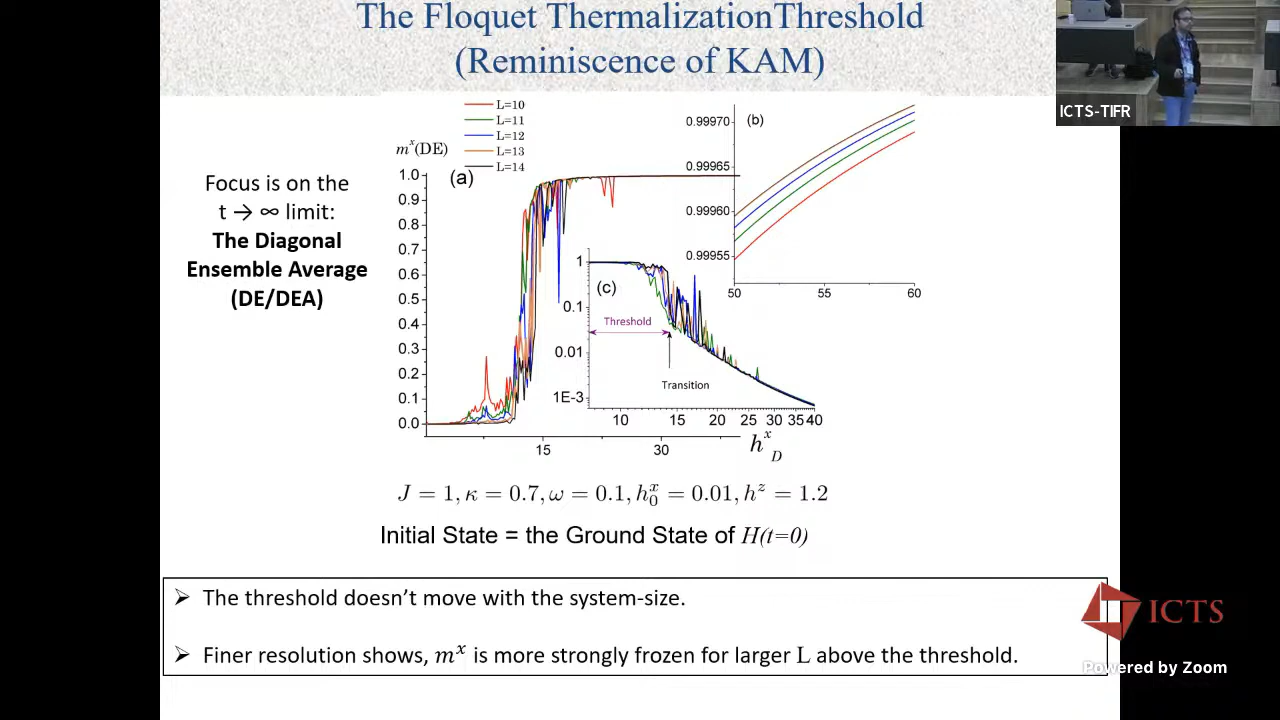 The Floquet ThermalizationThreshold
(Reminiscence of KAM)
ICTS-TIFR
Focus is on the
t → ∞ limit:
The Diagonal
Ensemble Average
(DE/DEA)
L=10
L=11
L=12
L=13
L=14
mˣ(DE)
(a)
1.0
0.9
0.8
0.7
0.6
0.5
0.4
0.3
0.2
0.1
0.0
15
30
hˣ_D
(b)
0.99970
0.99965
0.99960
0.99955
50
55
60
(c)
1
0.1
0.01
1E-3
Threshold
Transition
10
15
20
25
30
35
40
J = 1, κ = 0.7, ω = 0.1, h₀ˣ = 0.01, hᶻ = 1.2
Initial State = the Ground State of H(t=0)
➢ The threshold doesn't move with the system-size.
➢ Finer resolution shows, mˣ is more strongly frozen for larger L above the threshold.
ICTS
Powered by Zoom